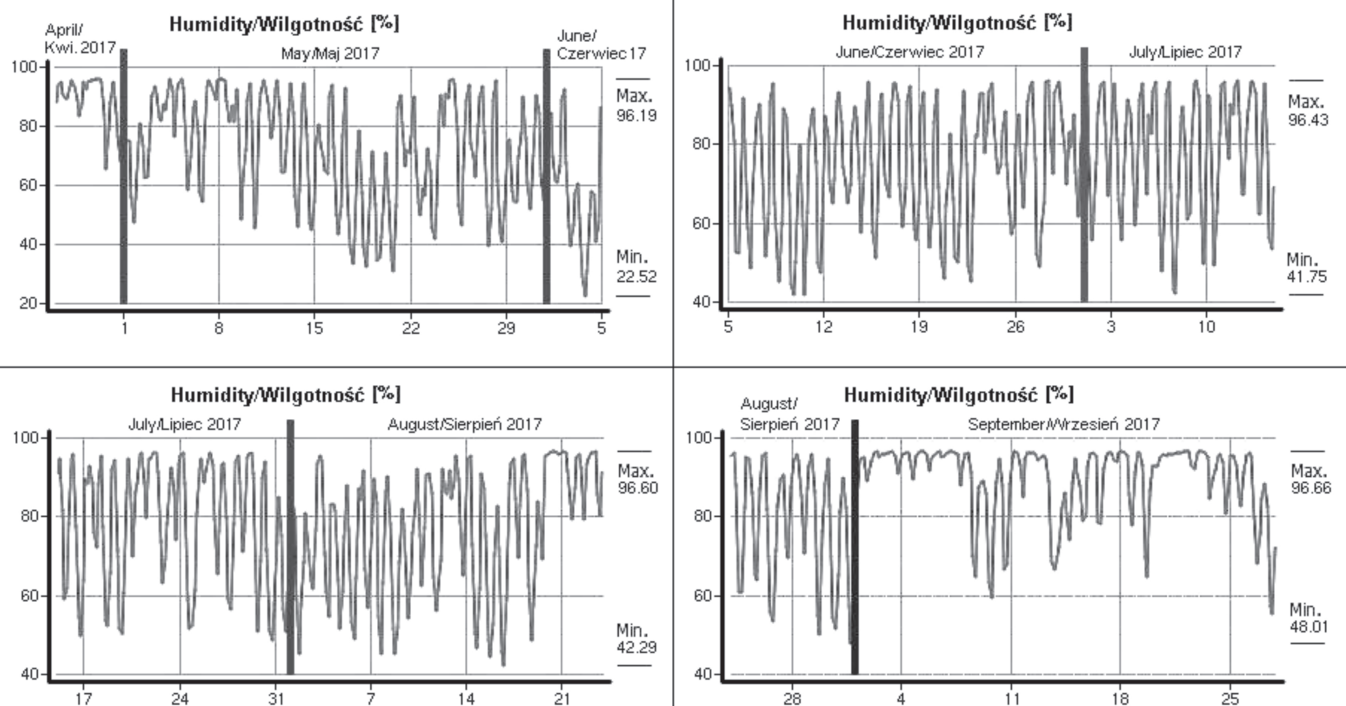 Humidity/Wilgotność [%]
April/
Kwi. 2017
May/Maj 2017
June/
Czerwiec17
100
80
60
40
20
Max.
96.19
Min.
22.52
1
8
15
22
29
5
Humidity/Wilgotność [%]
June/Czerwiec 2017
July/Lipiec 2017
100
80
60
40
Max.
96.43
Min.
41.75
5
12
19
26
3
10
Humidity/Wilgotność [%]
July/Lipiec 2017
August/Sierpień 2017
100
80
60
40
Max.
96.60
Min.
42.29
17
24
31
7
14
21
Humidity/Wilgotność [%]
August/
Sierpień 2017
September/Wrzesień 2017
100
80
60
40
Max.
96.66
Min.
48.01
28
4
11
18
25